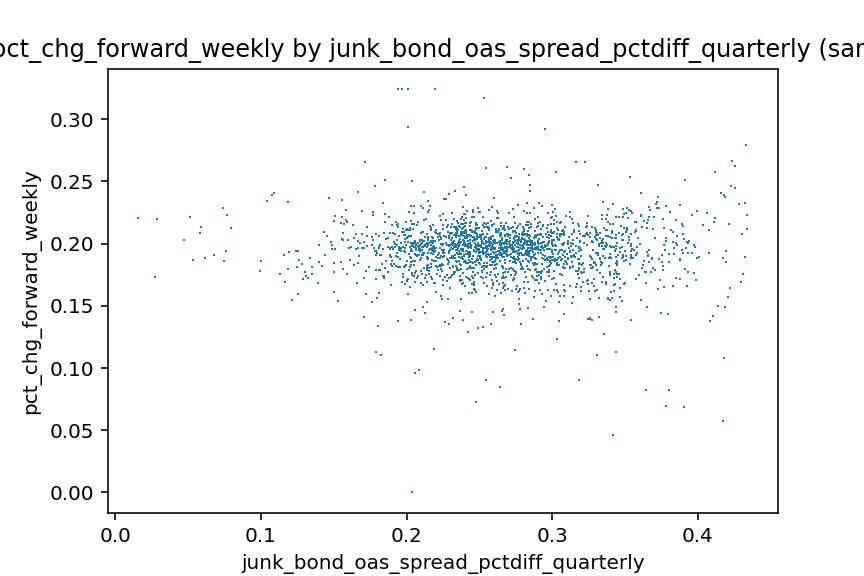 pct_chg_forward_weekly by junk_bond_oas_spread_pctdiff_quarterly (sa
pct_chg_forward_weekly
0.30
0.25
0.20
0.15
0.10
0.05
0.00
0.0 0.1 0.2 0.3 0.4
junk_bond_oas_spread_pctdiff_quarterly